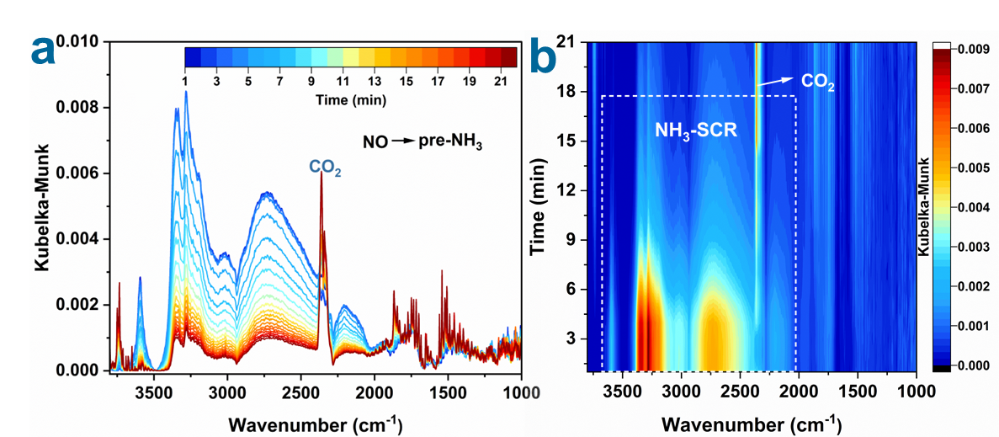 a
0.010
0.008
0.006
0.004
0.002
0.000
Kubelka-Munk
1 3 5 7 9 11 13 15 17 19 21
Time (min)
NO → pre-NH₃
CO₂
3500 3000 2500 2000 1500 1000
Wavenumber (cm⁻¹)
b
21
18
15
12
9
6
3
Time (min)
CO₂
NH₃-SCR
3500 3000 2500 2000 1500 1000
Wavenumber (cm⁻¹)
Kubelka-Munk
0.009
0.007
0.006
0.005
0.004
0.003
0.002
0.001
0.000